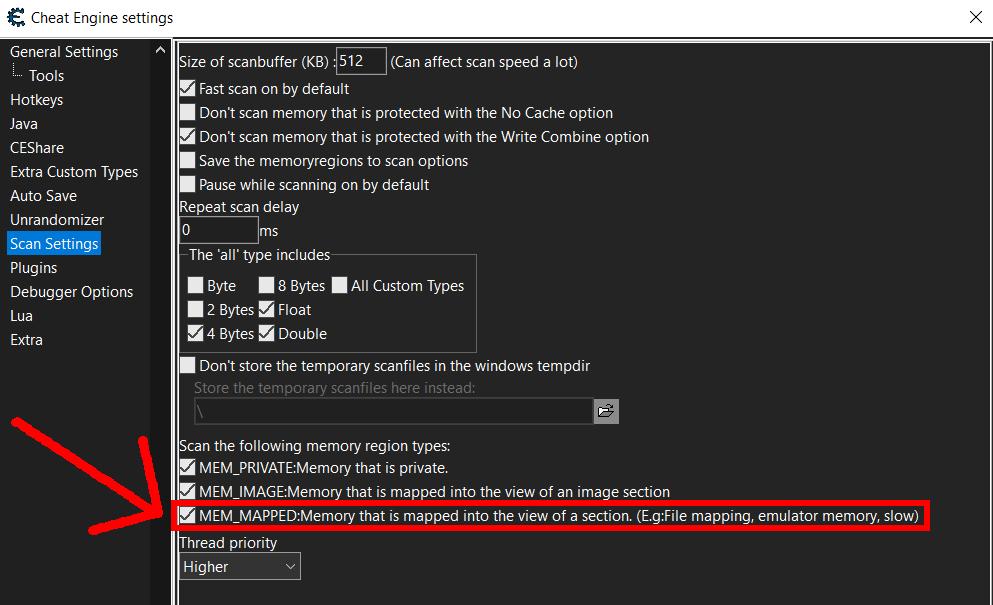 Cheat Engine settings
General Settings
Tools
Hotkeys
Java
CEShare
Extra Custom Types
Auto Save
Unrandomizer
Scan Settings
Plugins
Debugger Options
Lua
Extra
Size of scanbuffer (KB) : 512 (Can affect scan speed a lot)
Fast scan on by default
Don't scan memory that is protected with the No Cache option
Don't scan memory that is protected with the Write Combine option
Save the memoryregions to scan options
Pause while scanning on by default
Repeat scan delay
0 ms
The 'all' type includes
Byte 8 Bytes All Custom Types
2 Bytes Float
4 Bytes Double
Don't store the temporary scanfiles in the windows tempdir
Store the temporary scanfiles here instead:
\
Scan the following memory region types:
MEM_PRIVATE:Memory that is private.
MEM_IMAGE:Memory that is mapped into the view of an image section
MEM_MAPPED:Memory that is mapped into the view of a section. (E.g:File mapping, emulator memory, slow)
Thread priority
Higher